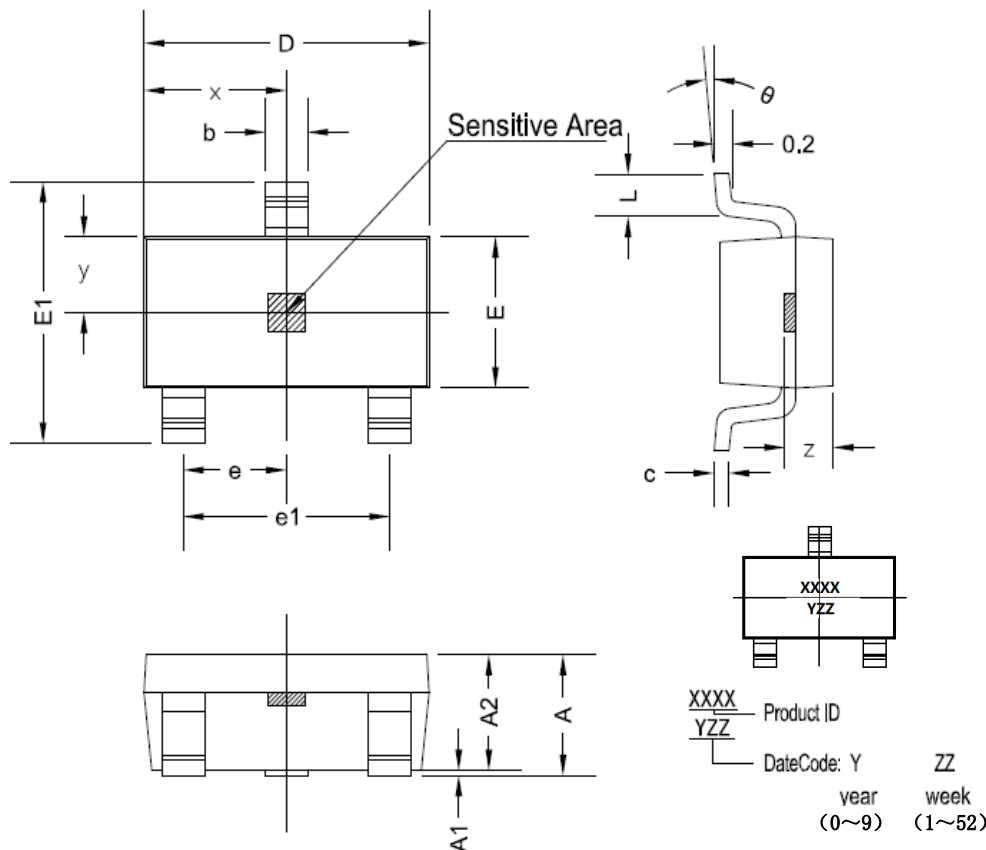 D
x
b
Sensitive Area
θ
0.2
L
y
E1
E
e
e1
c
z
XXXX
YZZ
A2
A
A1
XXXX
Product ID
YZZ
DateCode: Y ZZ
year week
(0~9) (1~52)